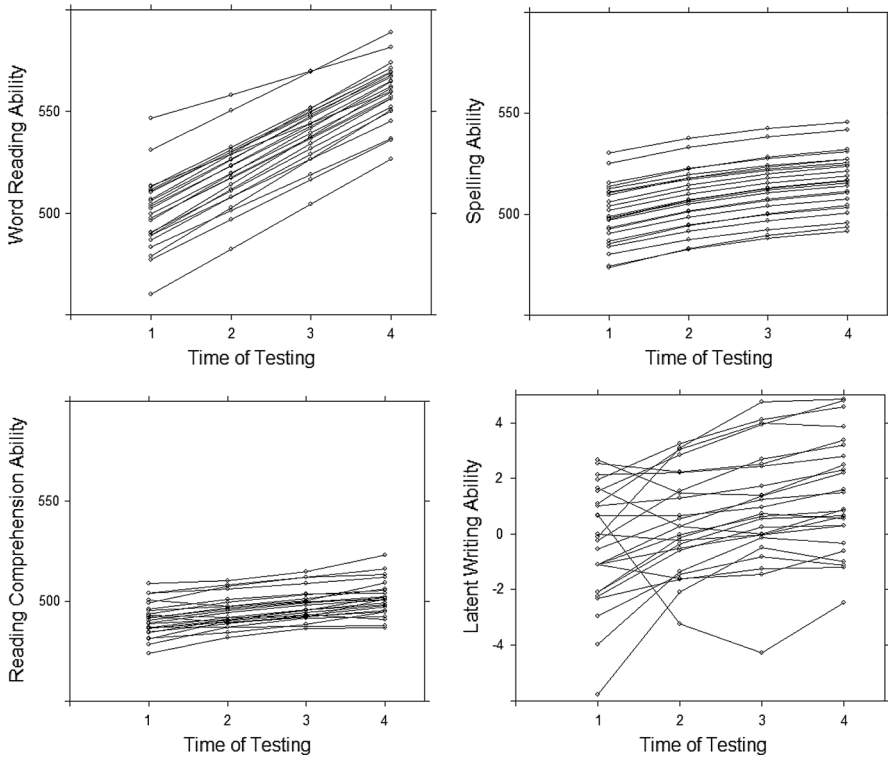 Word Reading Ability
550
500
1 2 3 4
Time of Testing
Spelling Ability
550
500
1 2 3 4
Time of Testing
Reading Comprehension Ability
550
500
1 2 3 4
Time of Testing
Latent Writing Ability
4
2
0
-2
-4
1 2 3 4
Time of Testing